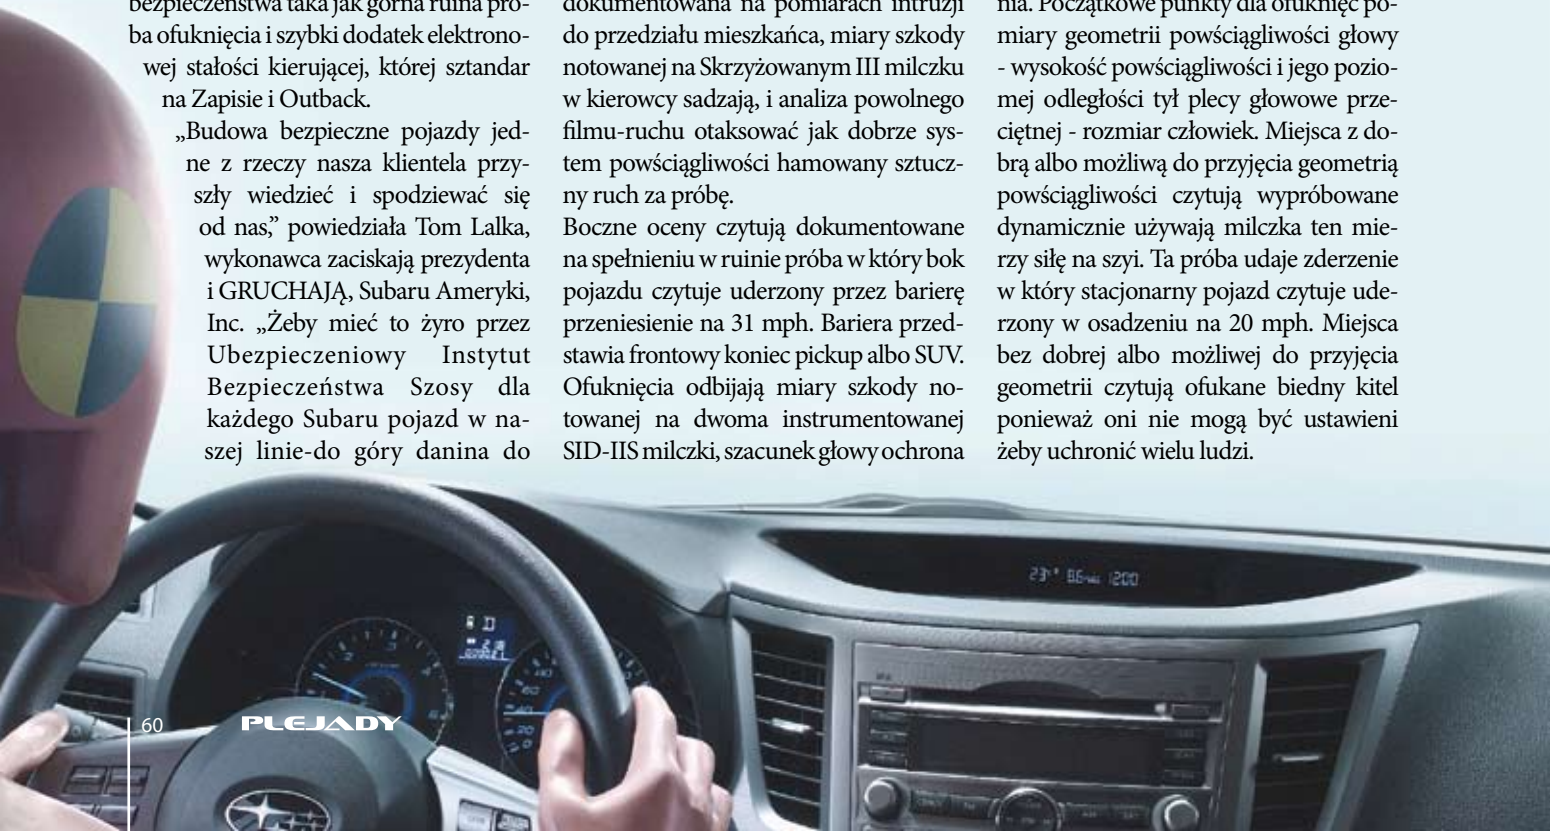 bezpieczeństwa taka jak górna ruina pró-
ba ofuknięcia i szybki dodatek elektrono-
wej stałości kierującej, której sztandar
na Zapisie i Outback.
„Budowa bezpieczne pojazdy jed-
ne z rzeczy nasza klientela przy-
szły wiedzieć i spodziewać się
od nas,” powiedziała Tom Lalka,
wykonawca zaciskają prezydenta
i GRUCHAJĄ, Subaru Ameryki,
Inc. „Żeby mieć to żyro przez
Ubezpieczeniowy Instytut
Bezpieczeństwa Szosy dla
każdego Subaru pojazd w na-
szej linie-do góry danina do
dokumentowana na pomiarach intruzji
do przedziału mieszkańca, miary szkody
notowanej na Skrzyżowanym III milczku
w kierowcy sadzają, i analiza powolnego
filmu-ruchu otaksować jak dobrze sys-
tem powściągliwości hamowany sztucz-
ny ruch za próbę.
Boczne oceny czytują dokumentowane
na spełnieniu w ruinie próba w który bok
pojazdu czytuje uderzony przez barierę
przeniesienie na 31 mph. Bariera przed-
stawia frontowy koniec pickup albo SUV.
Ofuknięcia odbijają miary szkody no-
towanej na dwoma instrumentowanej
SID-IIS milczki, szacunek głowy ochrona
nia. Początkowe punkty dla ofuknięć po-
miary geometrii powściągliwości głowy
- wysokość powściągliwości i jego pozio-
mej odległości tył plecy głowowe prze-
ciętnej - rozmiar człowiek. Miejsca z do-
brą albo możliwą do przyjęcia geometrią
powściągliwości czytują wypróbowane
dynamicznie używają milczka ten mie-
rzy siłę na szyi. Ta próba udaje zderzenie
w który stacjonarny pojazd czytuje ude-
rzony w osadzeniu na 20 mph. Miejsca
bez dobrej albo możliwej do przyjęcia
geometrii czytują ofukane biedny kitel
ponieważ oni nie mogą być ustawieni
żeby uchronić wielu ludzi.
60 PLEJADY